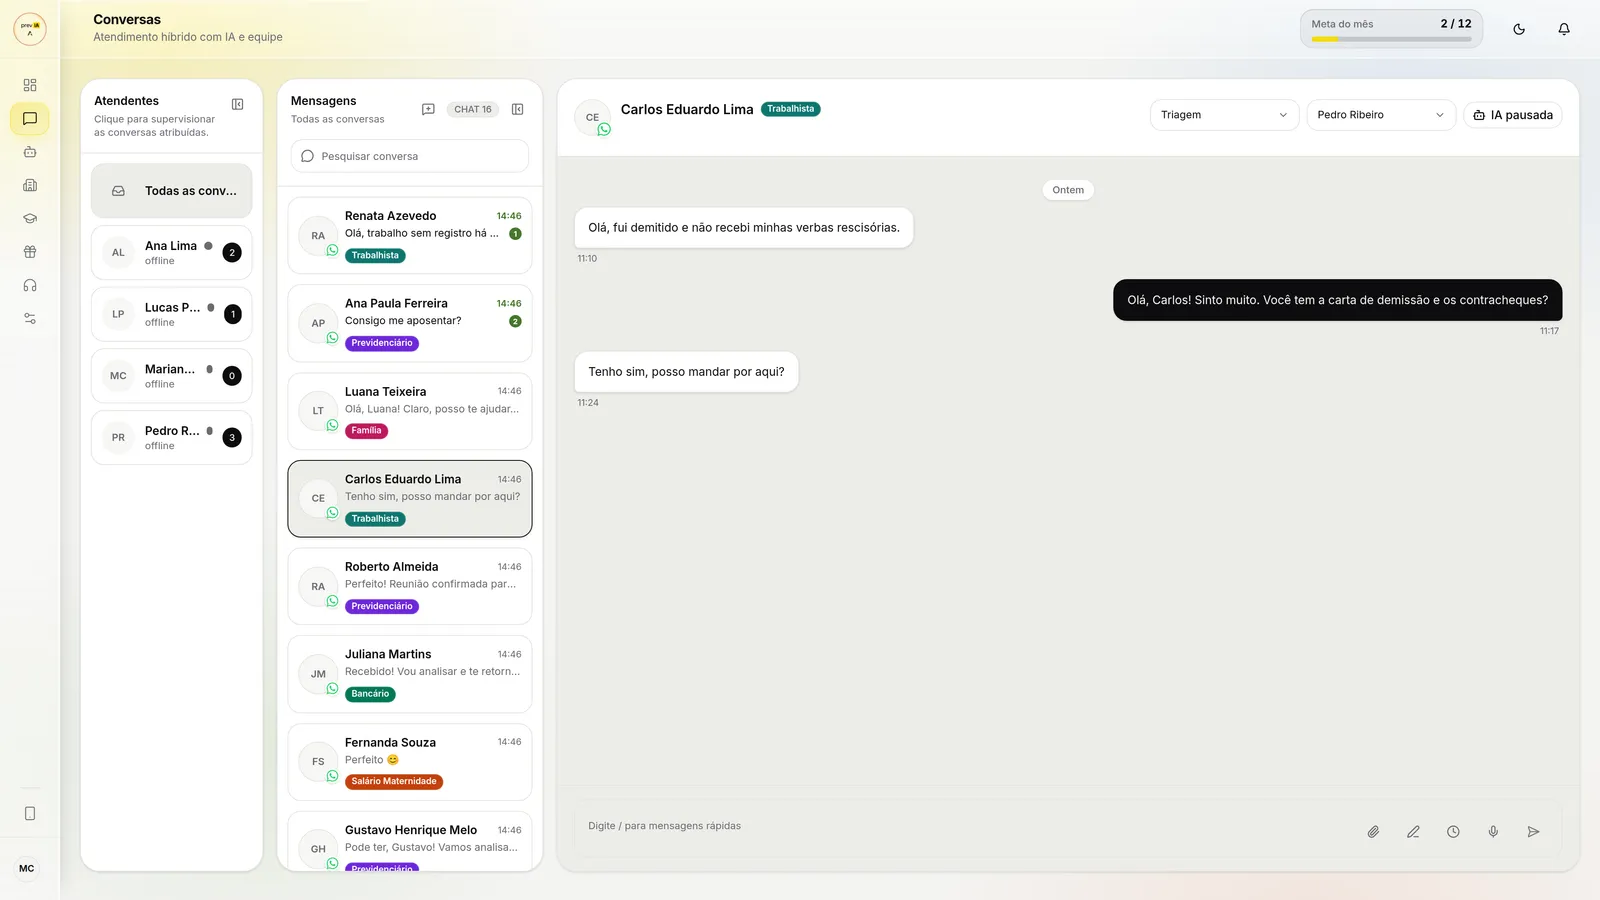 prev IA
Conversas
Atendimento híbrido com IA e equipe
Meta do mês
2 / 12
Atendentes
Clique para supervisionar
as conversas atribuídas.
Todas as conv...
AL
Ana Lima
offline
2
LP
Lucas P...
offline
1
MC
Marian...
offline
0
PR
Pedro R...
offline
3
Mensagens
Todas as conversas
CHAT 16
Pesquisar conversa
RA
Renata Azevedo
14:46
Olá, trabalho sem registro há ...
1
Trabalhista
AP
Ana Paula Ferreira
14:46
Consigo me aposentar?
2
Previdenciário
LT
Luana Teixeira
14:46
Olá, Luana! Claro, posso te ajudar...
Família
CE
Carlos Eduardo Lima
14:46
Tenho sim, posso mandar por aqui?
Trabalhista
RA
Roberto Almeida
14:46
Perfeito! Reunião confirmada par...
Previdenciário
JM
Juliana Martins
14:46
Recebido! Vou analisar e te retorn...
Bancário
FS
Fernanda Souza
14:46
Perfeito 😊
Salário Maternidade
GH
Gustavo Henrique Melo
14:46
Pode ter, Gustavo! Vamos analisa...
Previdenciário
CE
Carlos Eduardo Lima
Trabalhista
Triagem
Pedro Ribeiro
IA pausada
Ontem
Olá, fui demitido e não recebi minhas verbas rescisórias.
11:10
Olá, Carlos! Sinto muito. Você tem a carta de demissão e os contracheques?
11:17
Tenho sim, posso mandar por aqui?
11:24
Digite / para mensagens rápidas
MC